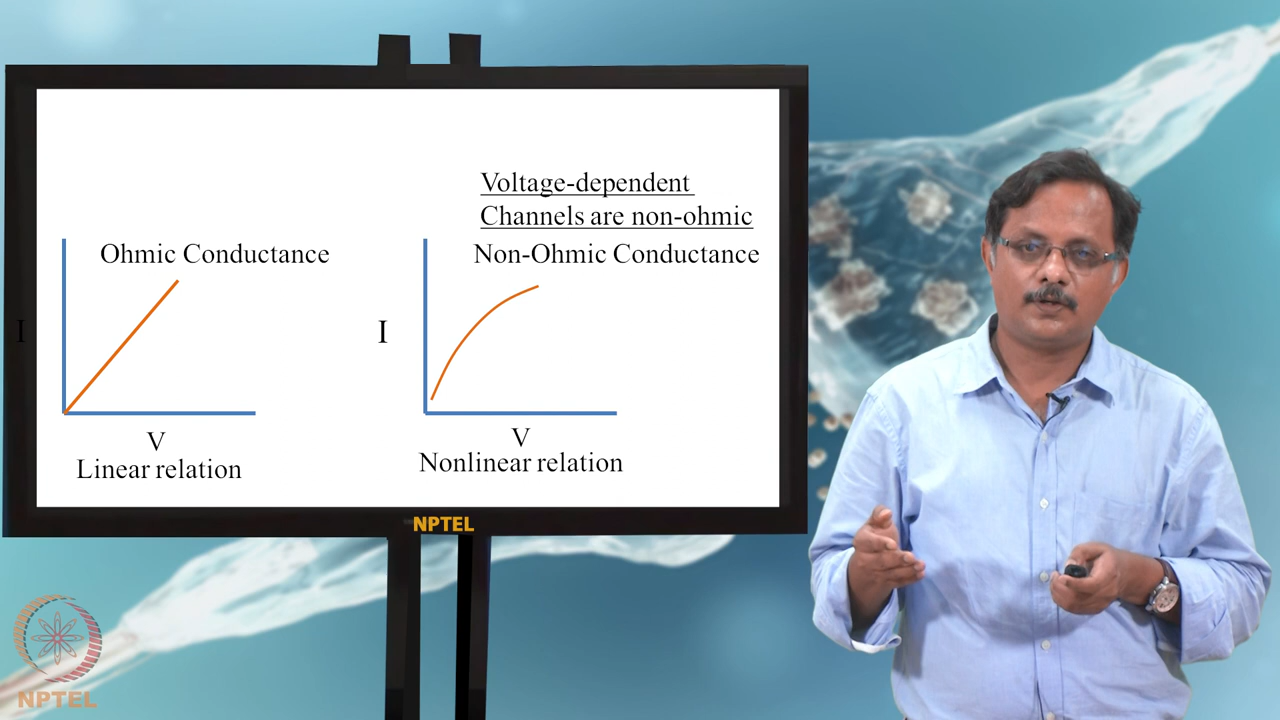 Voltage-dependent
Channels are non-ohmic
Ohmic Conductance
Non-Ohmic Conductance
I
I
V
V
Linear relation
Nonlinear relation
NPTEL
NPTEL